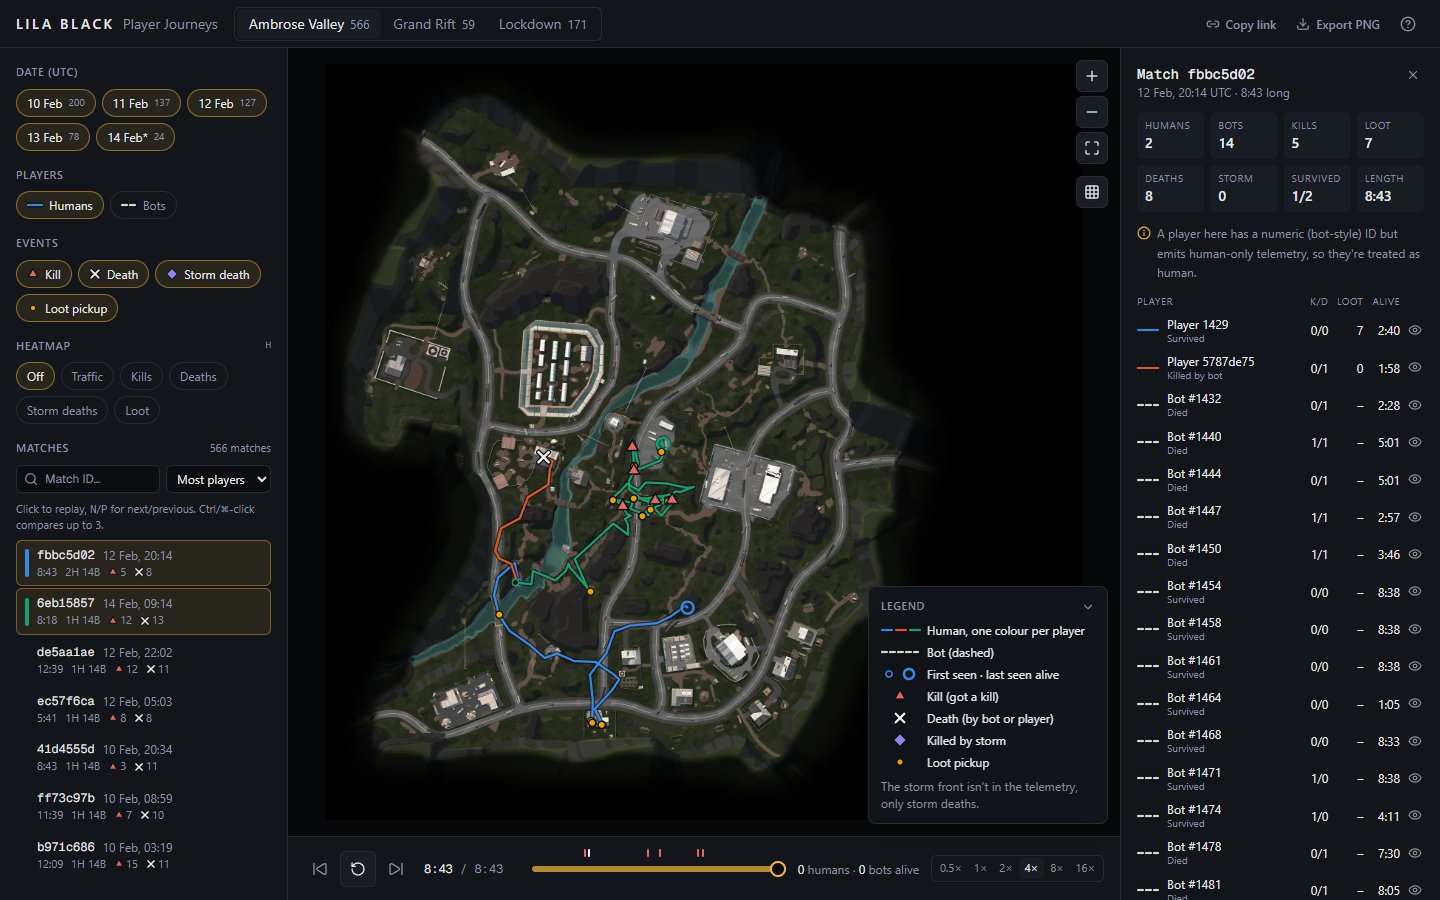 LILA BLACK Player Journeys Ambrose Valley 566 Grand Rift 59 Lockdown 171 Copy link Export PNG ?
DATE (UTC)
10 Feb 200 11 Feb 137 12 Feb 127
13 Feb 78 14 Feb* 24
PLAYERS
Humans Bots
EVENTS
Kill Death Storm death
Loot pickup
HEATMAP H
Off Traffic Kills Deaths
Storm deaths Loot
MATCHES 566 matches
Match ID... Most players
Click to replay, N/P for next/previous. Ctrl/⌘-click
compares up to 3.
fbbc5d02 12 Feb, 20:14
8:43 2H 14B 5 8
6eb15857 14 Feb, 09:14
8:18 1H 14B 12 13
de5aa1ae 12 Feb, 22:02
12:39 1H 14B 12 11
ec57f6ca 12 Feb, 05:03
5:41 1H 14B 8 8
41d4555d 10 Feb, 20:34
8:43 1H 14B 3 11
ff73c97b 10 Feb, 08:59
11:39 1H 14B 7 10
b971c686 10 Feb, 03:19
12:09 1H 14B 15 11
LEGEND
Human, one colour per player
Bot (dashed)
First seen · last seen alive
Kill (got a kill)
Death (by bot or player)
Killed by storm
Loot pickup
The storm front isn't in the telemetry,
only storm deaths.
8:43 / 8:43 0 humans · 0 bots alive 0.5× 1× 2× 4× 8× 16×
Match fbbc5d02
12 Feb, 20:14 UTC · 8:43 long
HUMANS BOTS KILLS LOOT
2 14 5 7
DEATHS STORM SURVIVED LENGTH
8 0 1/2 8:43
A player here has a numeric (bot-style) ID but
emits human-only telemetry, so they're treated as
human.
PLAYER K/D LOOT ALIVE
Player 1429 0/0 7 2:40
Survived
Player 5787de75 0/1 0 1:58
Killed by bot
Bot #1432 0/1 – 2:28
Died
Bot #1440 1/1 – 5:01
Died
Bot #1444 0/1 – 5:01
Died
Bot #1447 1/1 – 2:57
Died
Bot #1450 1/1 – 3:46
Died
Bot #1454 0/0 – 8:38
Survived
Bot #1458 0/0 – 8:38
Survived
Bot #1461 0/0 – 8:38
Survived
Bot #1464 0/0 – 1:05
Survived
Bot #1468 0/0 – 8:33
Survived
Bot #1471 1/0 – 8:38
Survived
Bot #1474 1/0 – 4:11
Survived
Bot #1478 0/1 – 7:30
Died
Bot #1481 0/1 – 8:05
Died